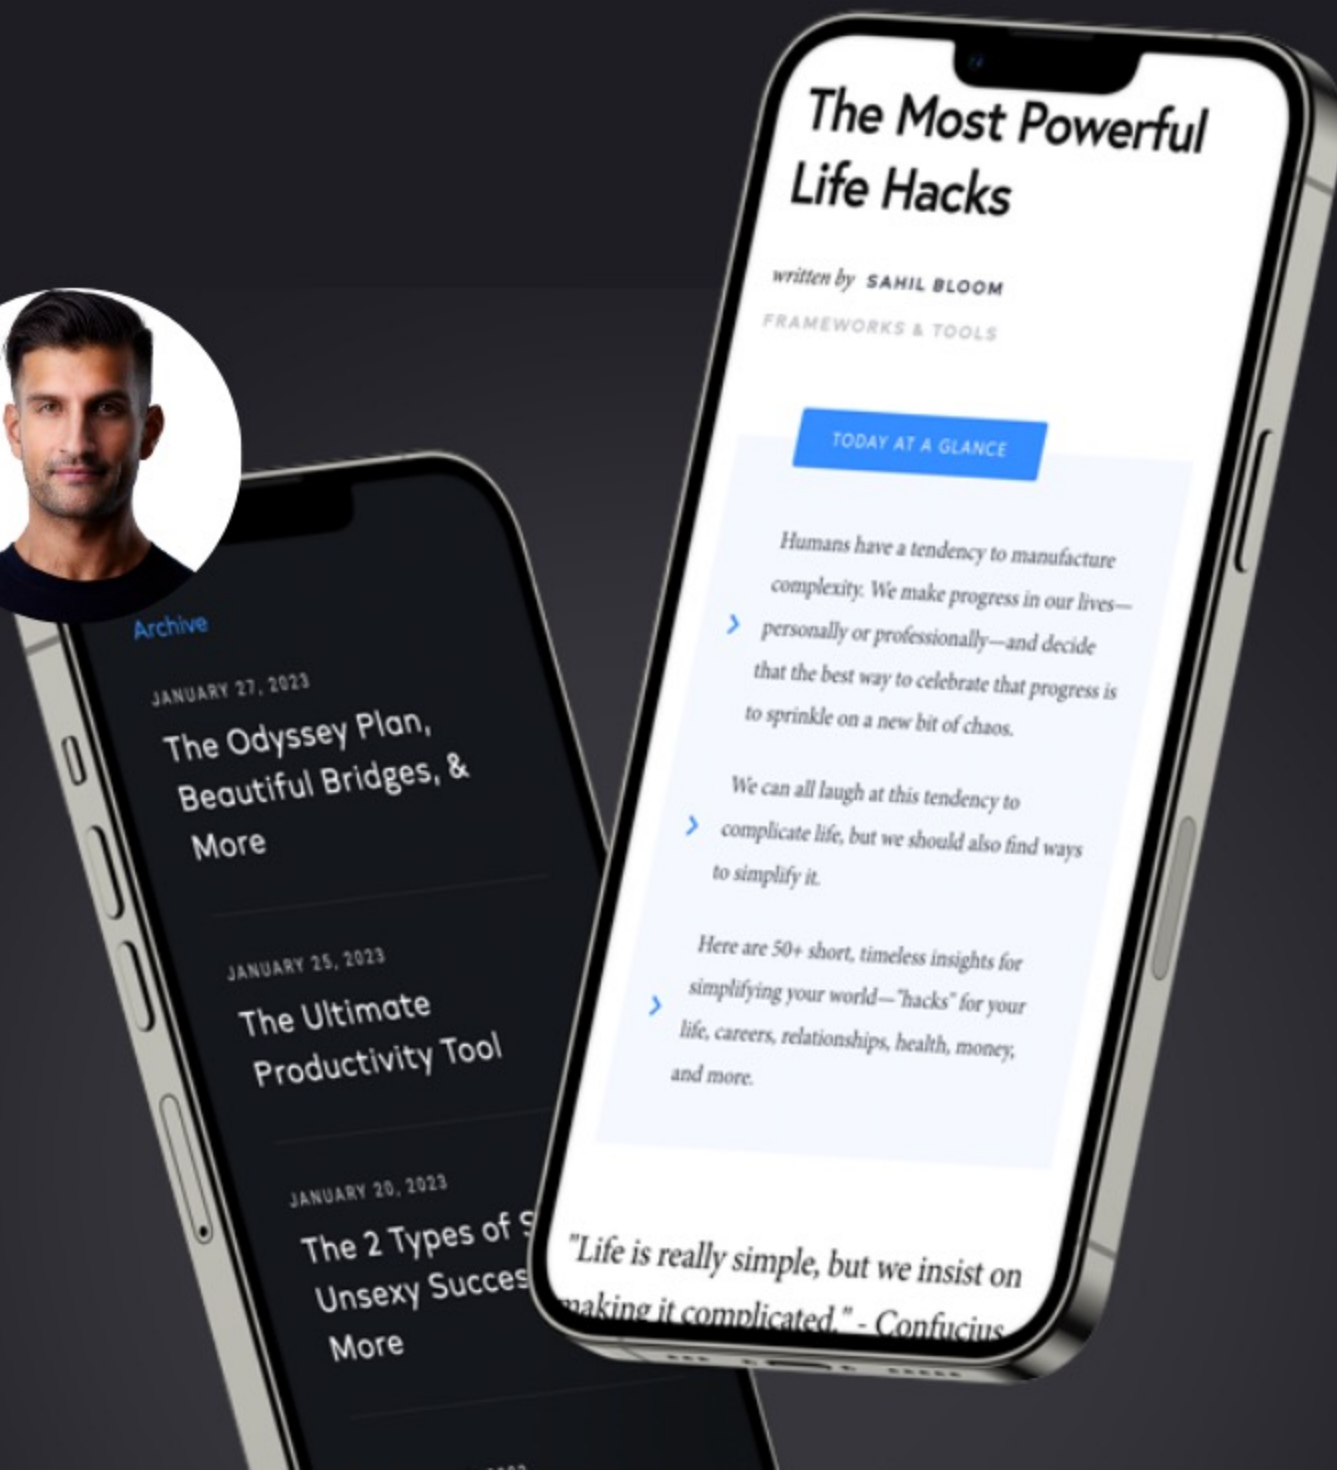 The Most Powerful
Life Hacks
written by SAHIL BLOOM
FRAMEWORKS & TOOLS
TODAY AT A GLANCE
Humans have a tendency to manufacture
complexity. We make progress in our lives—
personally or professionally—and decide
that the best way to celebrate that progress is
to sprinkle on a new bit of chaos.
We can all laugh at this tendency to
complicate life, but we should also find ways
to simplify it.
Here are 50+ short, timeless insights for
simplifying your world—"hacks" for your
life, careers, relationships, health, money,
and more.
"Life is really simple, but we insist on
making it complicated." - Confucius
Archive
JANUARY 27, 2023
The Odyssey Plan,
Beautiful Bridges, &
More
JANUARY 25, 2023
The Ultimate
Productivity Tool
JANUARY 20, 2023
The 2 Types of
Unsexy
More